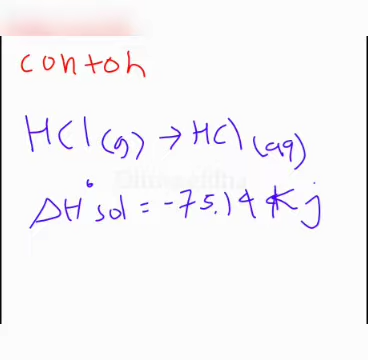 contoh
HCl(g) → HCl(aq)
ΔH°sol = -75.14 Kj